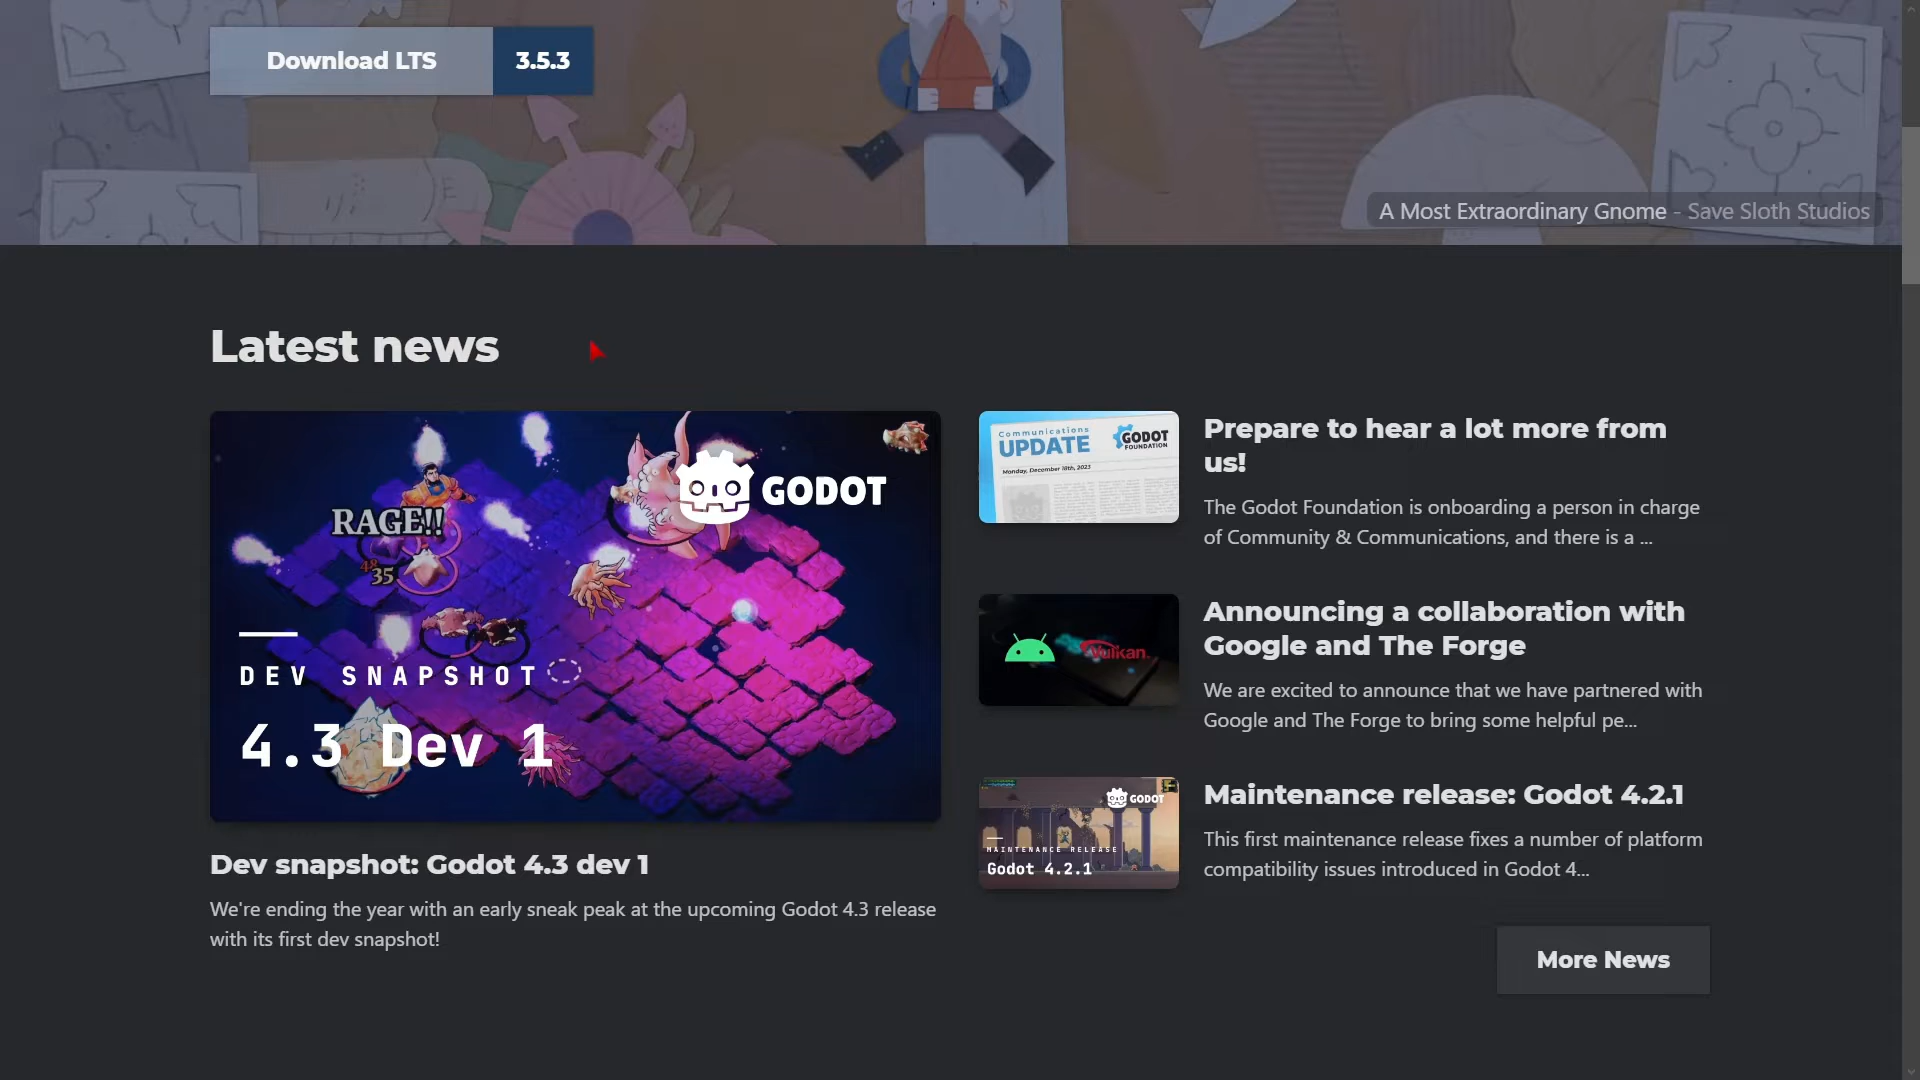 Download LTS 3.5.3
A Most Extraordinary Gnome - Save Sloth Studios
Latest news
GODOT
RAGE!!
48
35
DEV SNAPSHOT
4.3 Dev 1
Dev snapshot: Godot 4.3 dev 1
We're ending the year with an early sneak peak at the upcoming Godot 4.3 release
with its first dev snapshot!
Communications
UPDATE
GODOT
FOUNDATION
Monday, December 18th, 2023
Prepare to hear a lot more from
us!
The Godot Foundation is onboarding a person in charge
of Community & Communications, and there is a ...
Vulkan
Announcing a collaboration with
Google and The Forge
We are excited to announce that we have partnered with
Google and The Forge to bring some helpful pe...
GODOT
MAINTENANCE RELEASE
Godot 4.2.1
Maintenance release: Godot 4.2.1
This first maintenance release fixes a number of platform
compatibility issues introduced in Godot 4...
More News